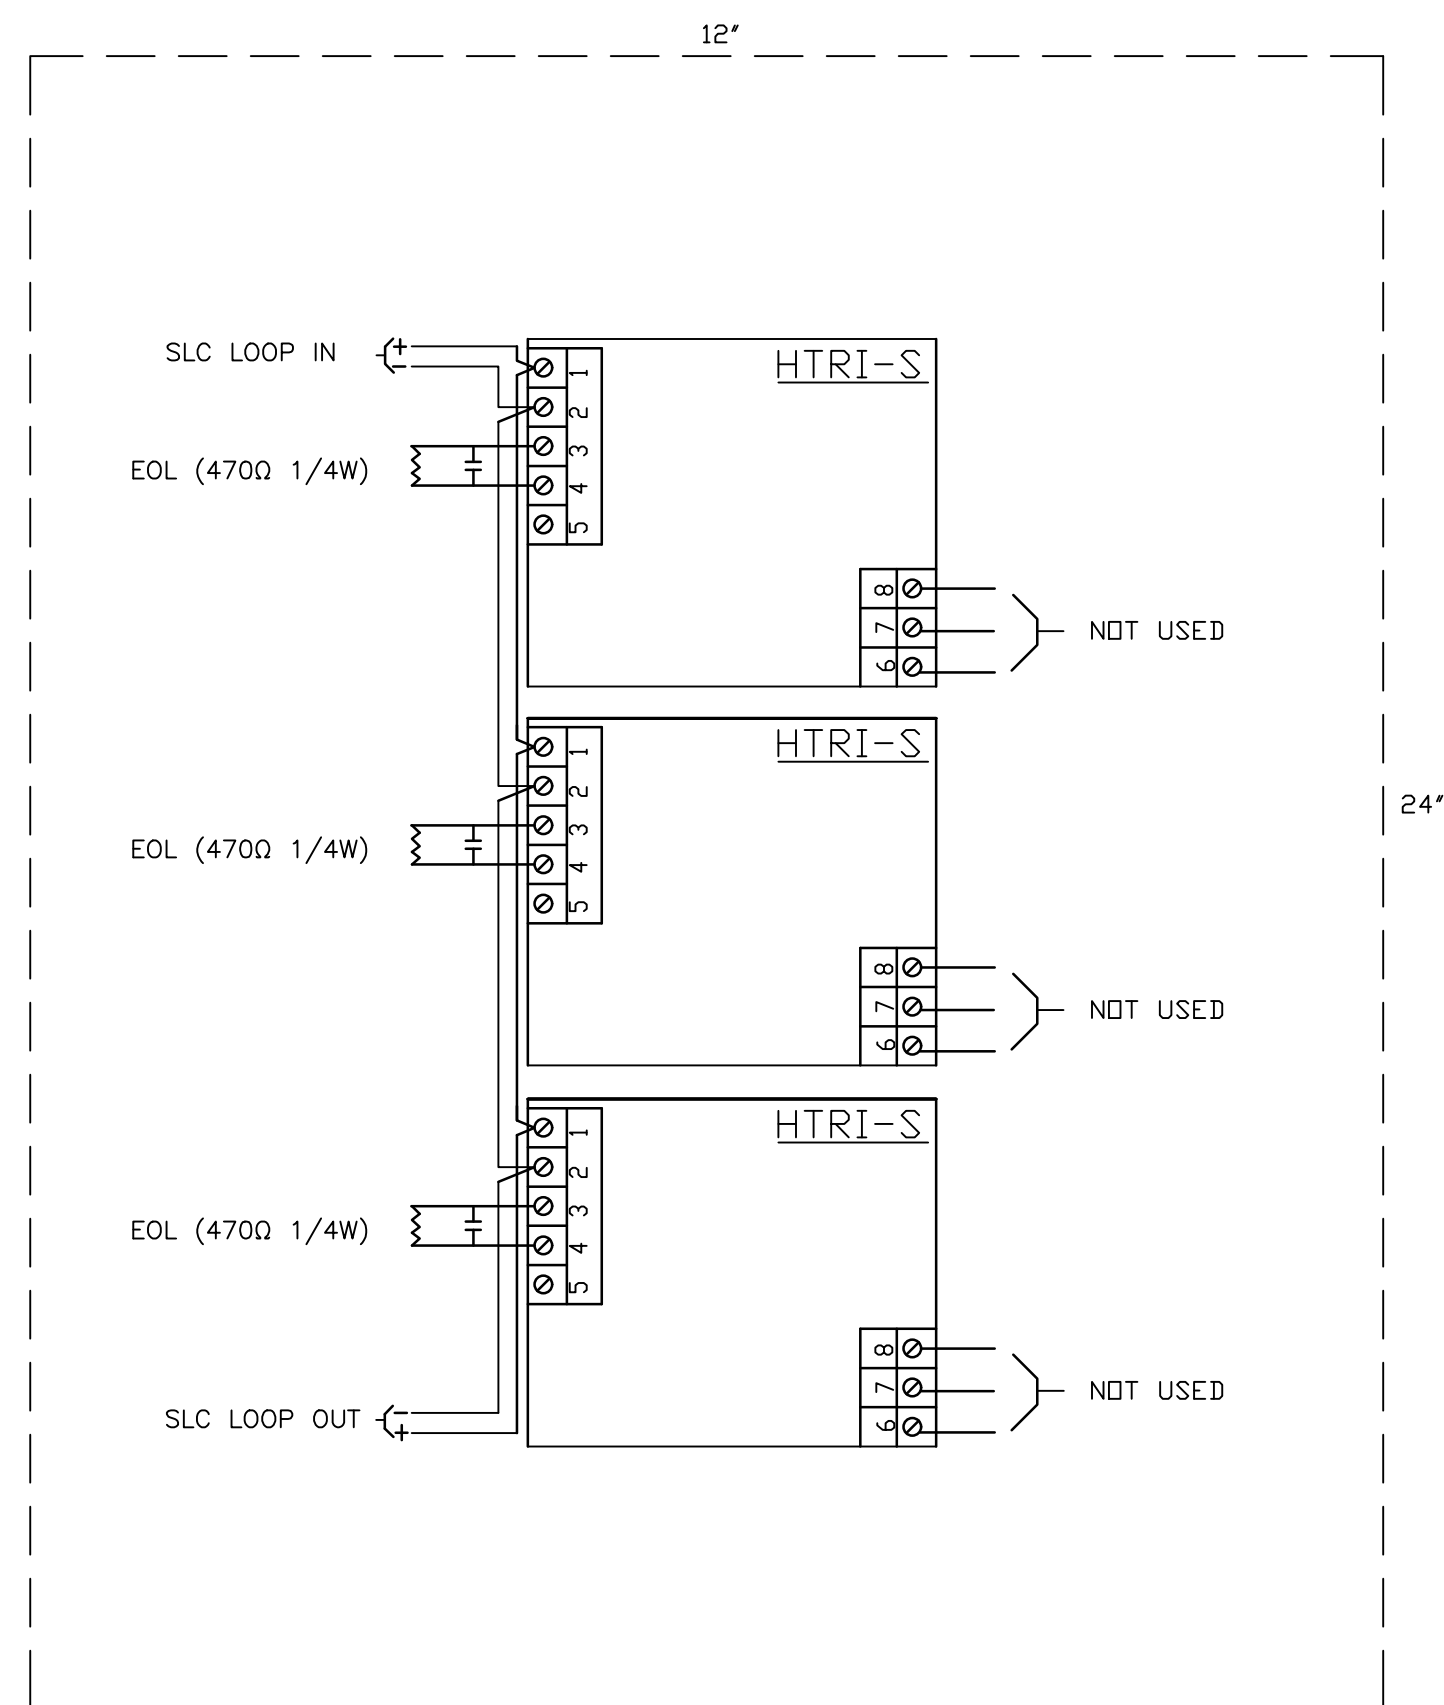 12"
SLC LOOP IN
+
-
HTRI-S
1
2
3
4
5
EOL (470Ω 1/4W)
8
7
6
NOT USED
HTRI-S
1
2
3
4
5
24"
EOL (470Ω 1/4W)
8
7
6
NOT USED
HTRI-S
1
2
3
4
5
EOL (470Ω 1/4W)
8
7
6
NOT USED
SLC LOOP OUT
-
+